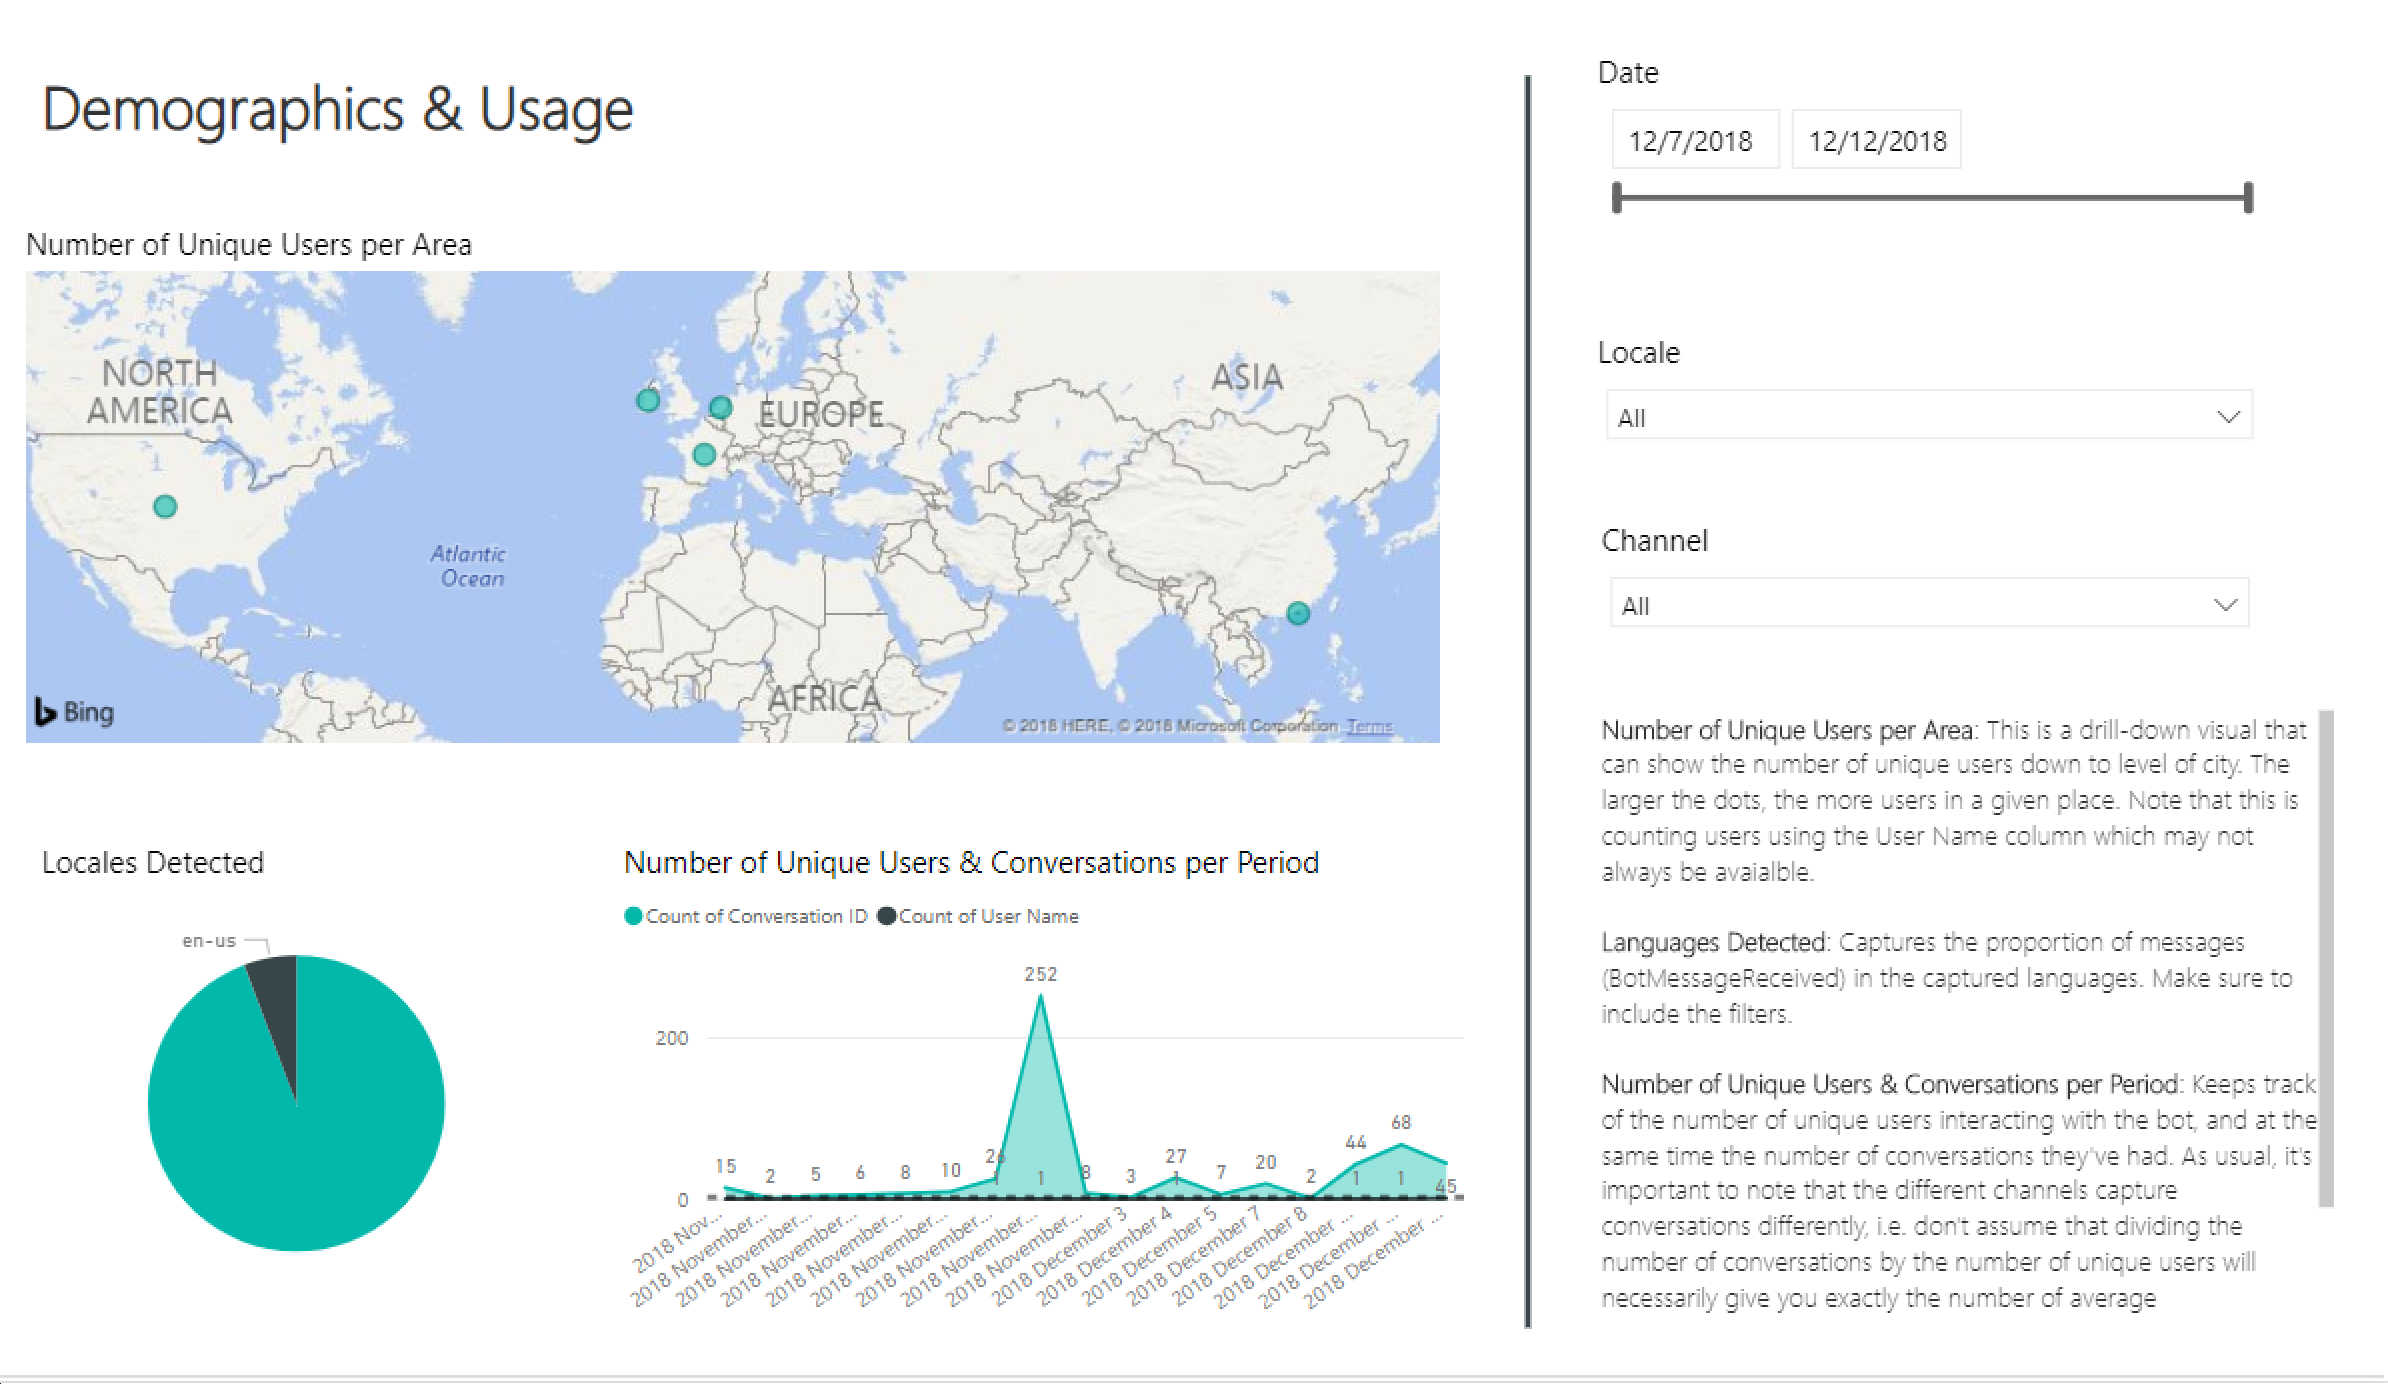 Demographics & Usage
Number of Unique Users per Area
NORTH
AMERICA
EUROPE
ASIA
Atlantic
Ocean
AFRICA
Bing
© 2018 HERE, © 2018 Microsoft Corporation Terms
Locales Detected
en-us
Number of Unique Users & Conversations per Period
Count of Conversation ID Count of User Name
252
200
68
44
27
26
20
15
10
8
8
7
6
5
3
2
2
1
1
1
1
1
45
0
2018 Nov...
2018 November...
2018 November...
2018 November...
2018 November...
2018 November...
2018 November...
2018 November...
2018 November...
2018 December 3
2018 December 4
2018 December 5
2018 December 7
2018 December 8
2018 December ...
2018 December ...
2018 December ...
Date
12/7/2018 12/12/2018
Locale
All
Channel
All
Number of Unique Users per Area: This is a drill-down visual that
can show the number of unique users down to level of city. The
larger the dots, the more users in a given place. Note that this is
counting users using the User Name column which may not
always be avaialble.
Languages Detected: Captures the proportion of messages
(BotMessageReceived) in the captured languages. Make sure to
include the filters.
Number of Unique Users & Conversations per Period: Keeps track
of the number of unique users interacting with the bot, and at the
same time the number of conversations they've had. As usual, it's
important to note that the different channels capture
conversations differently, i.e. don't assume that dividing the
number of conversations by the number of unique users will
necessarily give you exactly the number of average